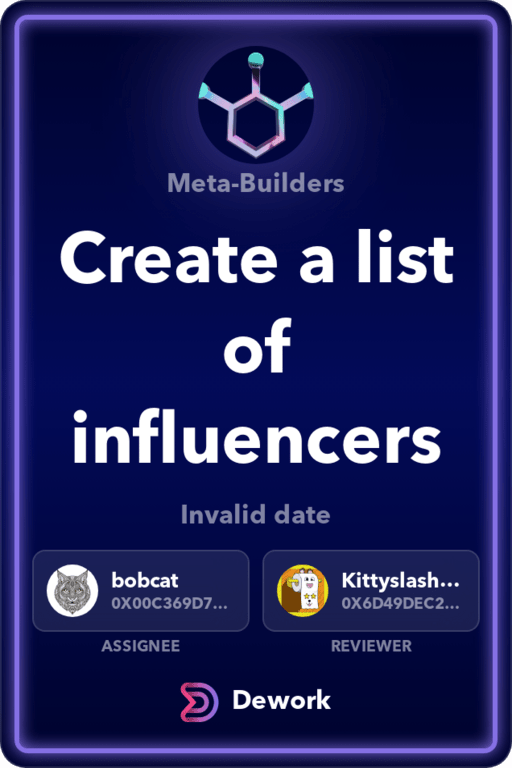 Meta-Builders
Create a list
of
influencers
Invalid date
bobcat
0X00C369D7...
ASSIGNEE
Kittyslash...
0X6D49DEC2...
REVIEWER
Dework